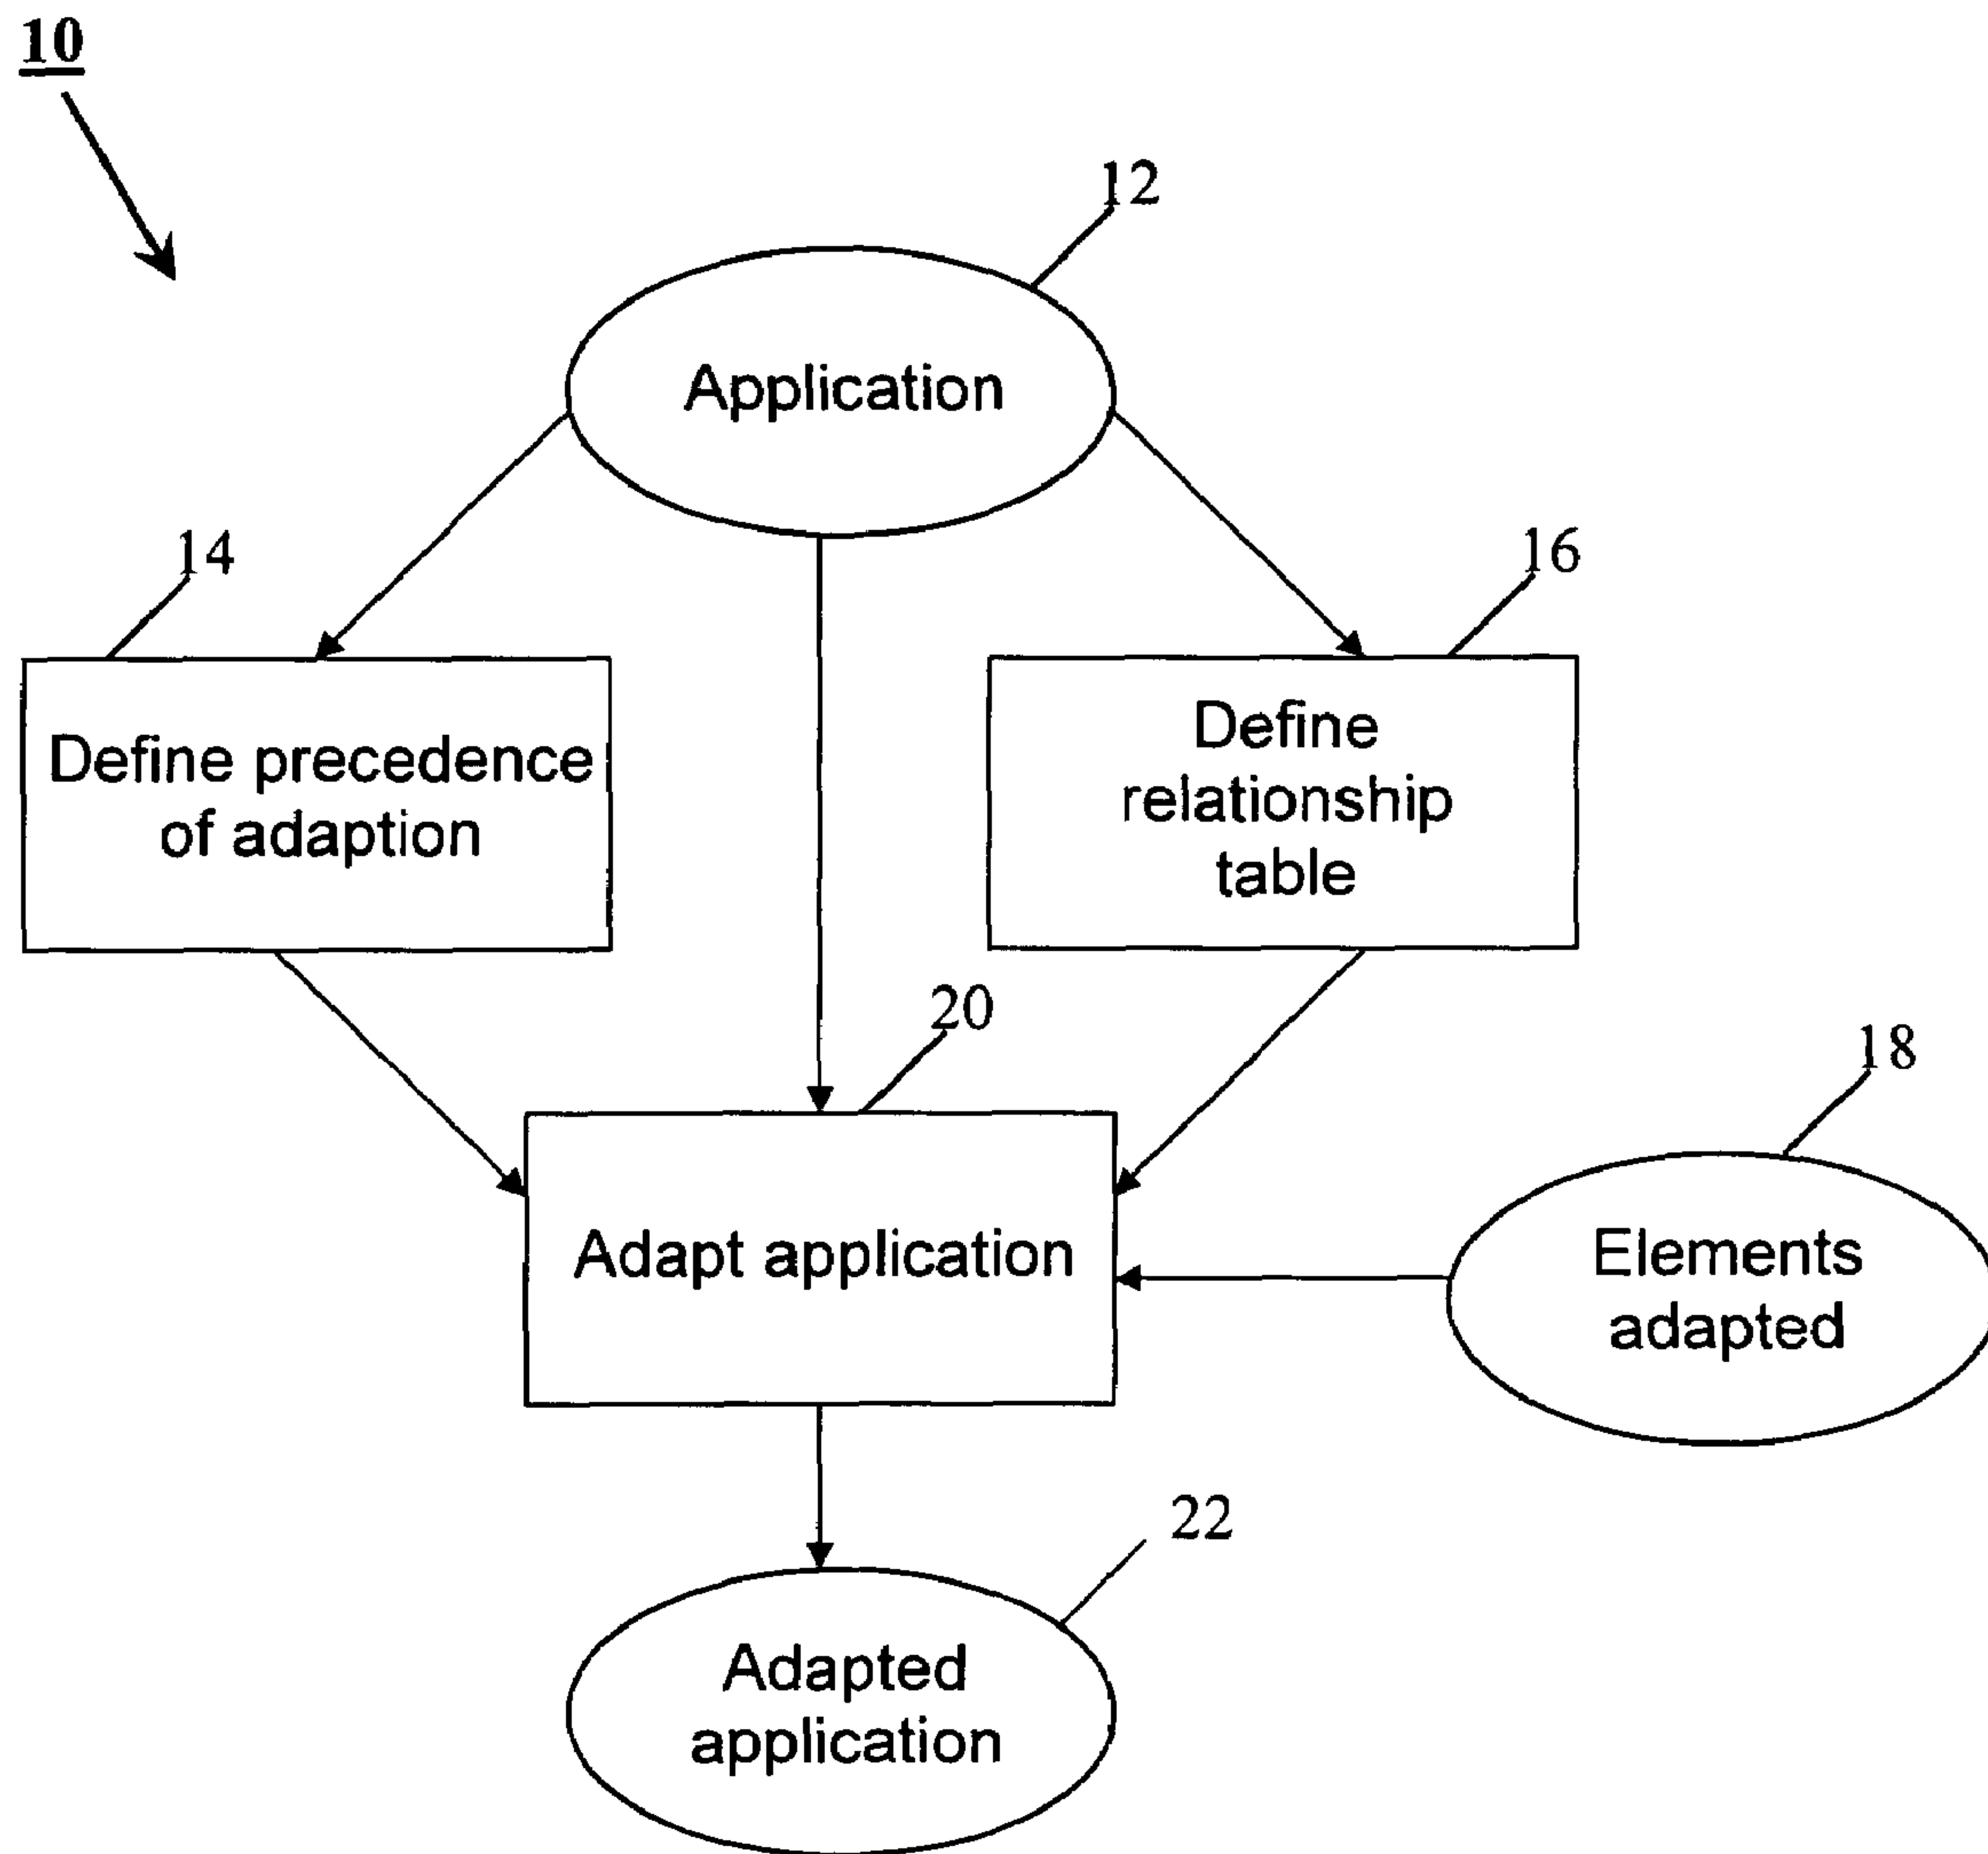 10
12
Application
14
16
Define precedence
of adaption
Define
relationship
table
20
18
Adapt application
Elements
adapted
22
Adapted
application